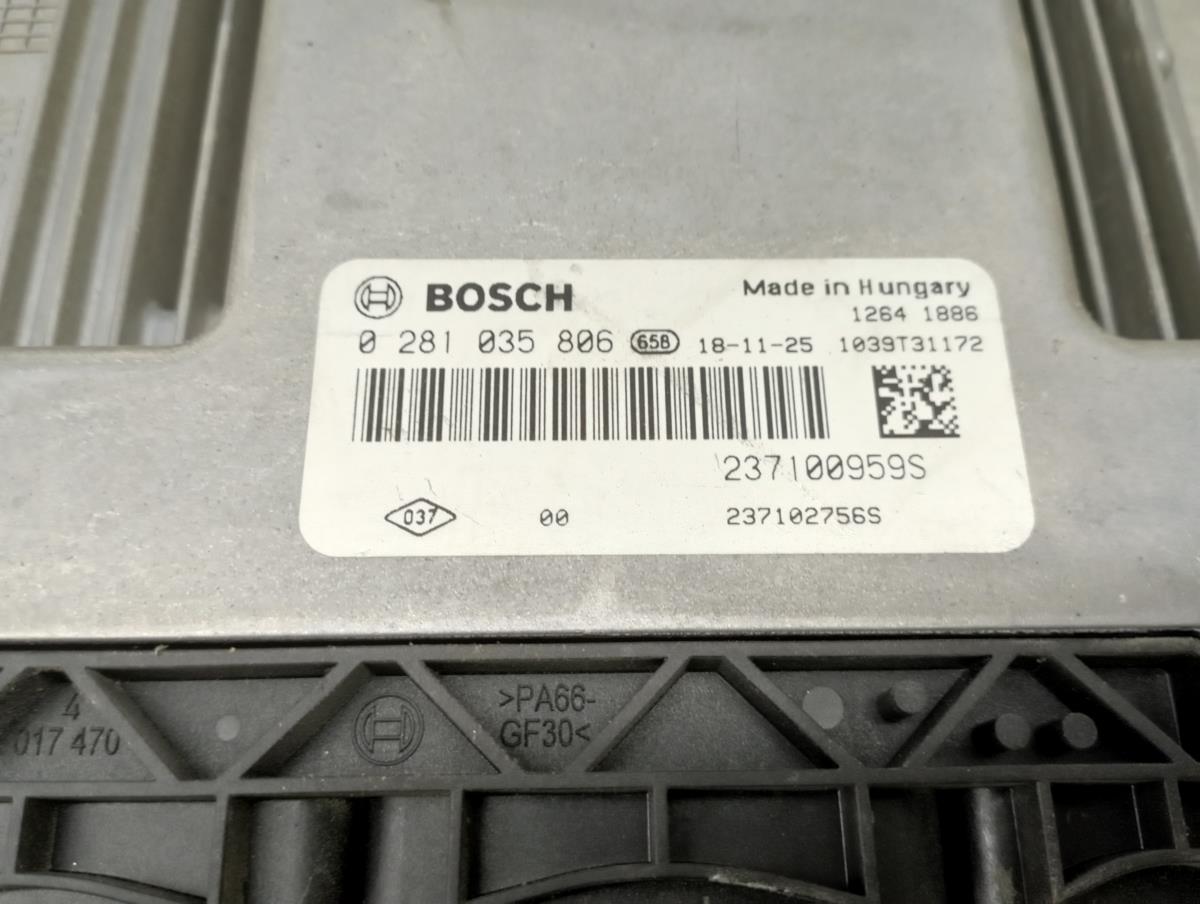 BOSCH
Made in Hungary
1264 1886
0 281 035 806 658 18-11-25 1039T31172
237100959S
037 00 237102756S
4
017 470
>PA66-
GF30<